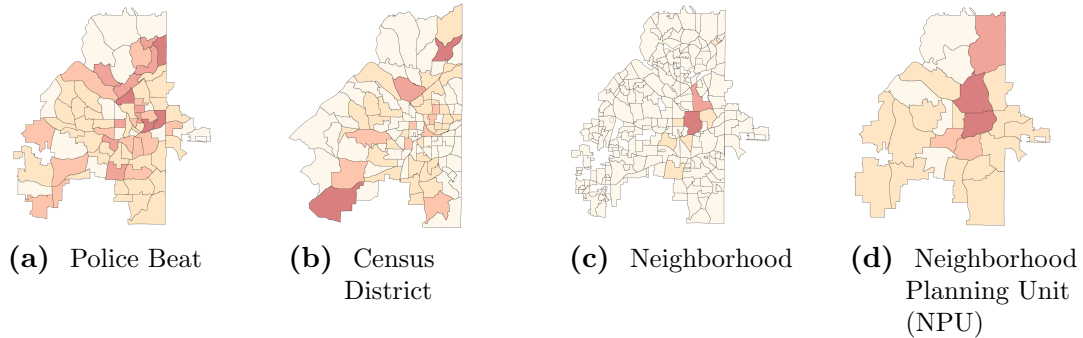 (a) Police Beat
(b) Census
District
(c) Neighborhood
(d) Neighborhood
Planning Unit
(NPU)